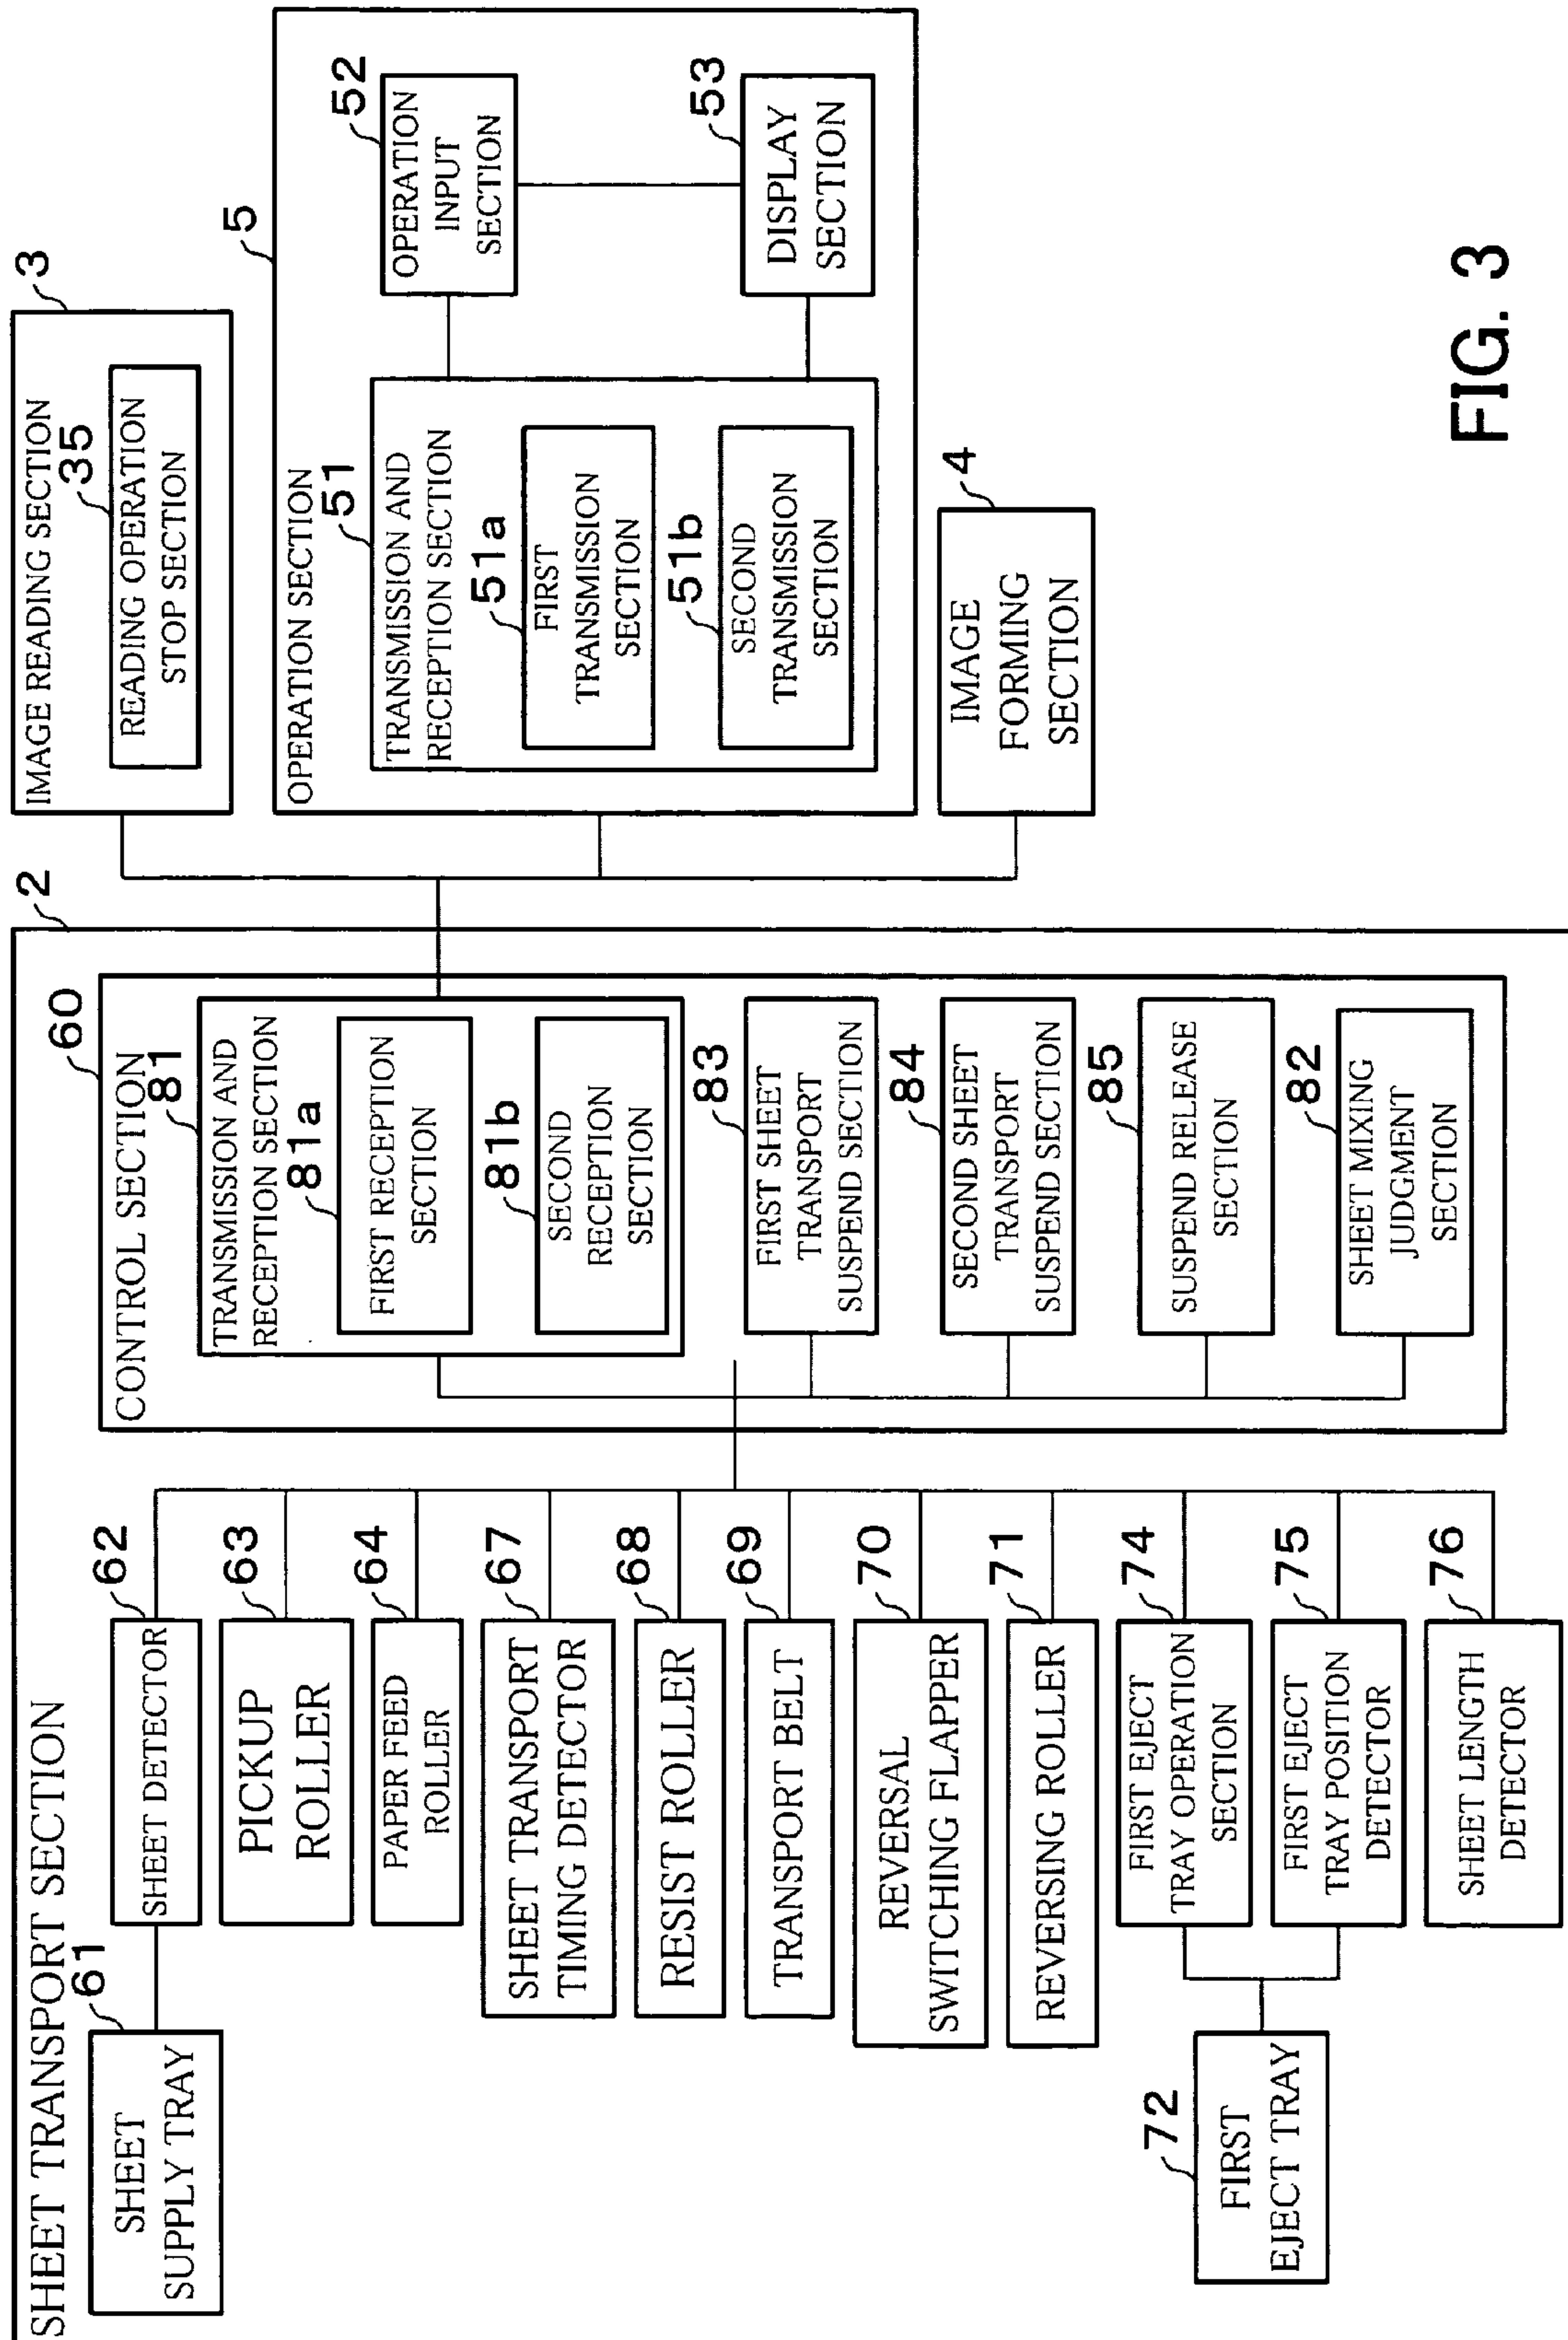 SHEET TRANSPORT SECTION
2
SHEET
SUPPLY TRAY
61
SHEET DETECTOR
62
PICKUP
ROLLER
63
PAPER FEED
ROLLER
64
SHEET TRANSPORT
TIMING DETECTOR
67
RESIST ROLLER
68
TRANSPORT BELT
69
REVERSAL
SWITCHING FLAPPER
70
REVERSING ROLLER
71
FIRST
EJECT TRAY
72
FIRST EJECT
TRAY OPERATION
SECTION
74
FIRST EJECT
TRAY POSITION
DETECTOR
75
SHEET LENGTH
DETECTOR
76
CONTROL SECTION
60
TRANSMISSION AND
RECEPTION SECTION
81
FIRST RECEPTION
SECTION
81a
SECOND
RECEPTION
SECTION
81b
FIRST SHEET
TRANSPORT
SUSPEND SECTION
83
SECOND SHEET
TRANSPORT
SUSPEND SECTION
84
SUSPEND RELEASE
SECTION
85
SHEET MIXING
JUDGMENT
SECTION
82
IMAGE READING SECTION
3
READING OPERATION
STOP SECTION
35
OPERATION SECTION
5
TRANSMISSION AND
RECEPTION SECTION
51
FIRST
TRANSMISSION
SECTION
51a
SECOND
TRANSMISSION
SECTION
51b
OPERATION
INPUT
SECTION
52
DISPLAY
SECTION
53
IMAGE
FORMING
SECTION
4
FIG. 3